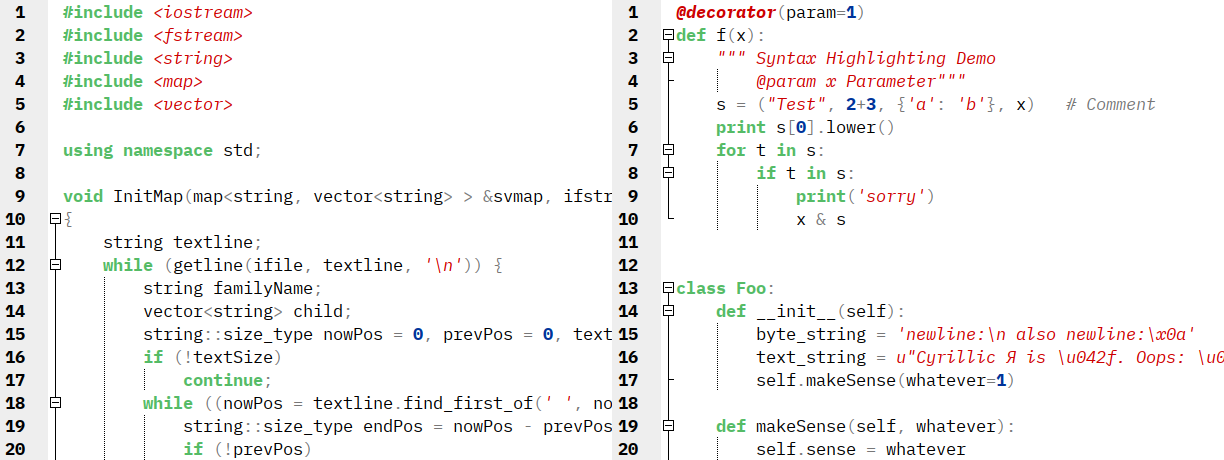 1 #include <iostream>
2 #include <fstream>
3 #include <string>
4 #include <map>
5 #include <vector>
6
7 using namespace std;
8
9 void InitMap(map<string, vector<string> > &svmap, ifstr
10 {
11 string textline;
12 while (getline(ifile, textline, '\n')) {
13 string familyName;
14 vector<string> child;
15 string::size_type nowPos = 0, prevPos = 0, text
16 if (!textSize)
17 continue;
18 while ((nowPos = textline.find_first_of(' ', no
19 string::size_type endPos = nowPos - prevPos
20 if (!prevPos)
1 @decorator(param=1)
2 def f(x):
3 """ Syntax Highlighting Demo
4 @param x Parameter"""
5 s = ("Test", 2+3, {'a': 'b'}, x) # Comment
6 print s[0].lower()
7 for t in s:
8 if t in s:
9 print('sorry')
10 x & s
11
12
13 class Foo:
14 def __init__(self):
15 byte_string = 'newline:\n also newline:\x0a'
16 text_string = u"Cyrillic Я is \u042f. Oops: \u0
17 self.makeSense(whatever=1)
18
19 def makeSense(self, whatever):
20 self.sense = whatever